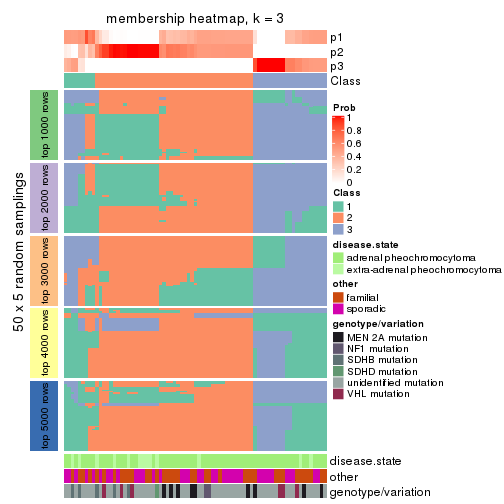 membership heatmap, k = 3
p1
p2
p3
Class
50 x 5 random samplings
top 1000 rows
top 2000 rows
top 3000 rows
top 4000 rows
top 5000 rows
Prob
1
0.8
0.6
0.4
0.2
0
Class
1
2
3
disease.state
adrenal pheochromocytoma
extra-adrenal pheochromocytoma
other
familial
sporadic
genotype/variation
MEN 2A mutation
NF1 mutation
SDHB mutation
SDHD mutation
unidentified mutation
VHL mutation
disease.state
other
genotype/variation